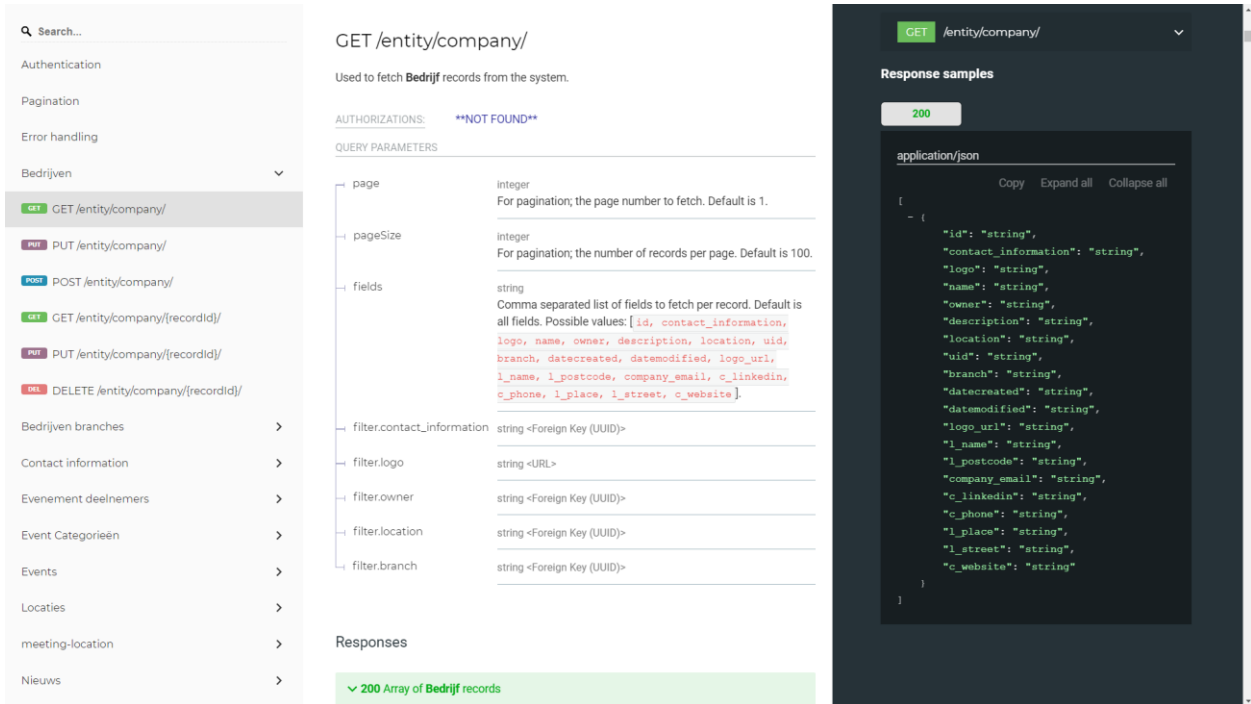 Search...
Authentication
Pagination
Error handling
Bedrijven
GET GET /entity/company/
PUT PUT /entity/company/
POST POST /entity/company/
GET GET /entity/company/{recordId}/
PUT PUT /entity/company/{recordId}/
DEL DELETE /entity/company/{recordId}/
Bedrijven branches
Contact information
Evenement deelnemers
Event Categorieën
Events
Locaties
meeting-location
Nieuws
GET /entity/company/
Used to fetch Bedrijf records from the system.
AUTHORIZATIONS: **NOT FOUND**
QUERY PARAMETERS
page integer
For pagination; the page number to fetch. Default is 1.
pageSize integer
For pagination; the number of records per page. Default is 100.
fields string
Comma separated list of fields to fetch per record. Default is
all fields. Possible values: [ id, contact_information,
logo, name, owner, description, location, uid,
branch, datecreated, datemodified, logo_url,
l_name, l_postcode, company_email, c_linkedin,
c_phone, l_place, l_street, c_website ].
filter.contact_information string <Foreign Key (UUID)>
filter.logo string <URL>
filter.owner string <Foreign Key (UUID)>
filter.location string <Foreign Key (UUID)>
filter.branch string <Foreign Key (UUID)>
Responses
200 Array of Bedrijf records
GET /entity/company/
Response samples
200
application/json
Copy Expand all Collapse all
[
- {
"id": "string",
"contact_information": "string",
"logo": "string",
"name": "string",
"owner": "string",
"description": "string",
"location": "string",
"uid": "string",
"branch": "string",
"datecreated": "string",
"datemodified": "string",
"logo_url": "string",
"l_name": "string",
"l_postcode": "string",
"company_email": "string",
"c_linkedin": "string",
"c_phone": "string",
"l_place": "string",
"l_street": "string",
"c_website": "string"
}
]